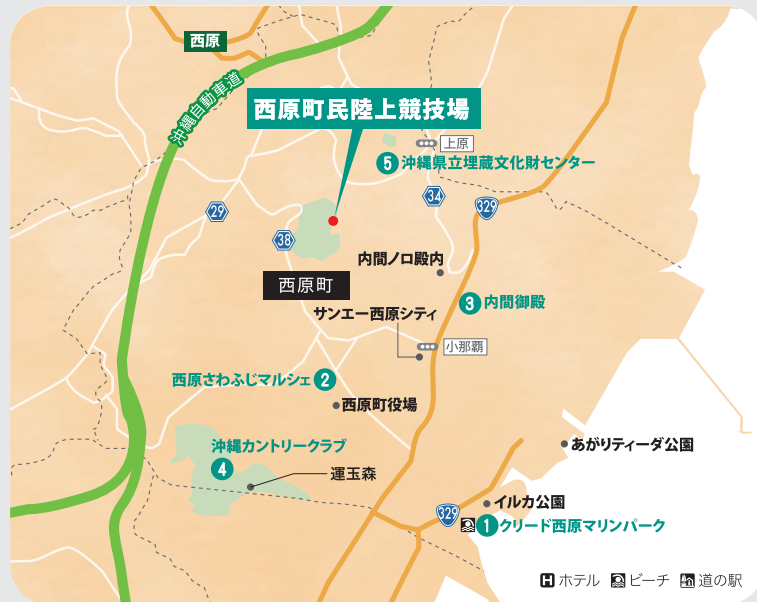 西原
沖縄自動車道
西原町民陸上競技場
上原
5 沖縄県立埋蔵文化財センター
34
29
329
38
内間ノロ殿内
西原町
3 内間御殿
サンエー西原シティ
小那覇
西原さわふじマルシェ 2
西原町役場
沖縄カントリークラブ
4
運玉森
あがりティーダ公園
イルカ公園
329
1 クリード西原マリンパーク
H ホテル ビーチ 道の駅